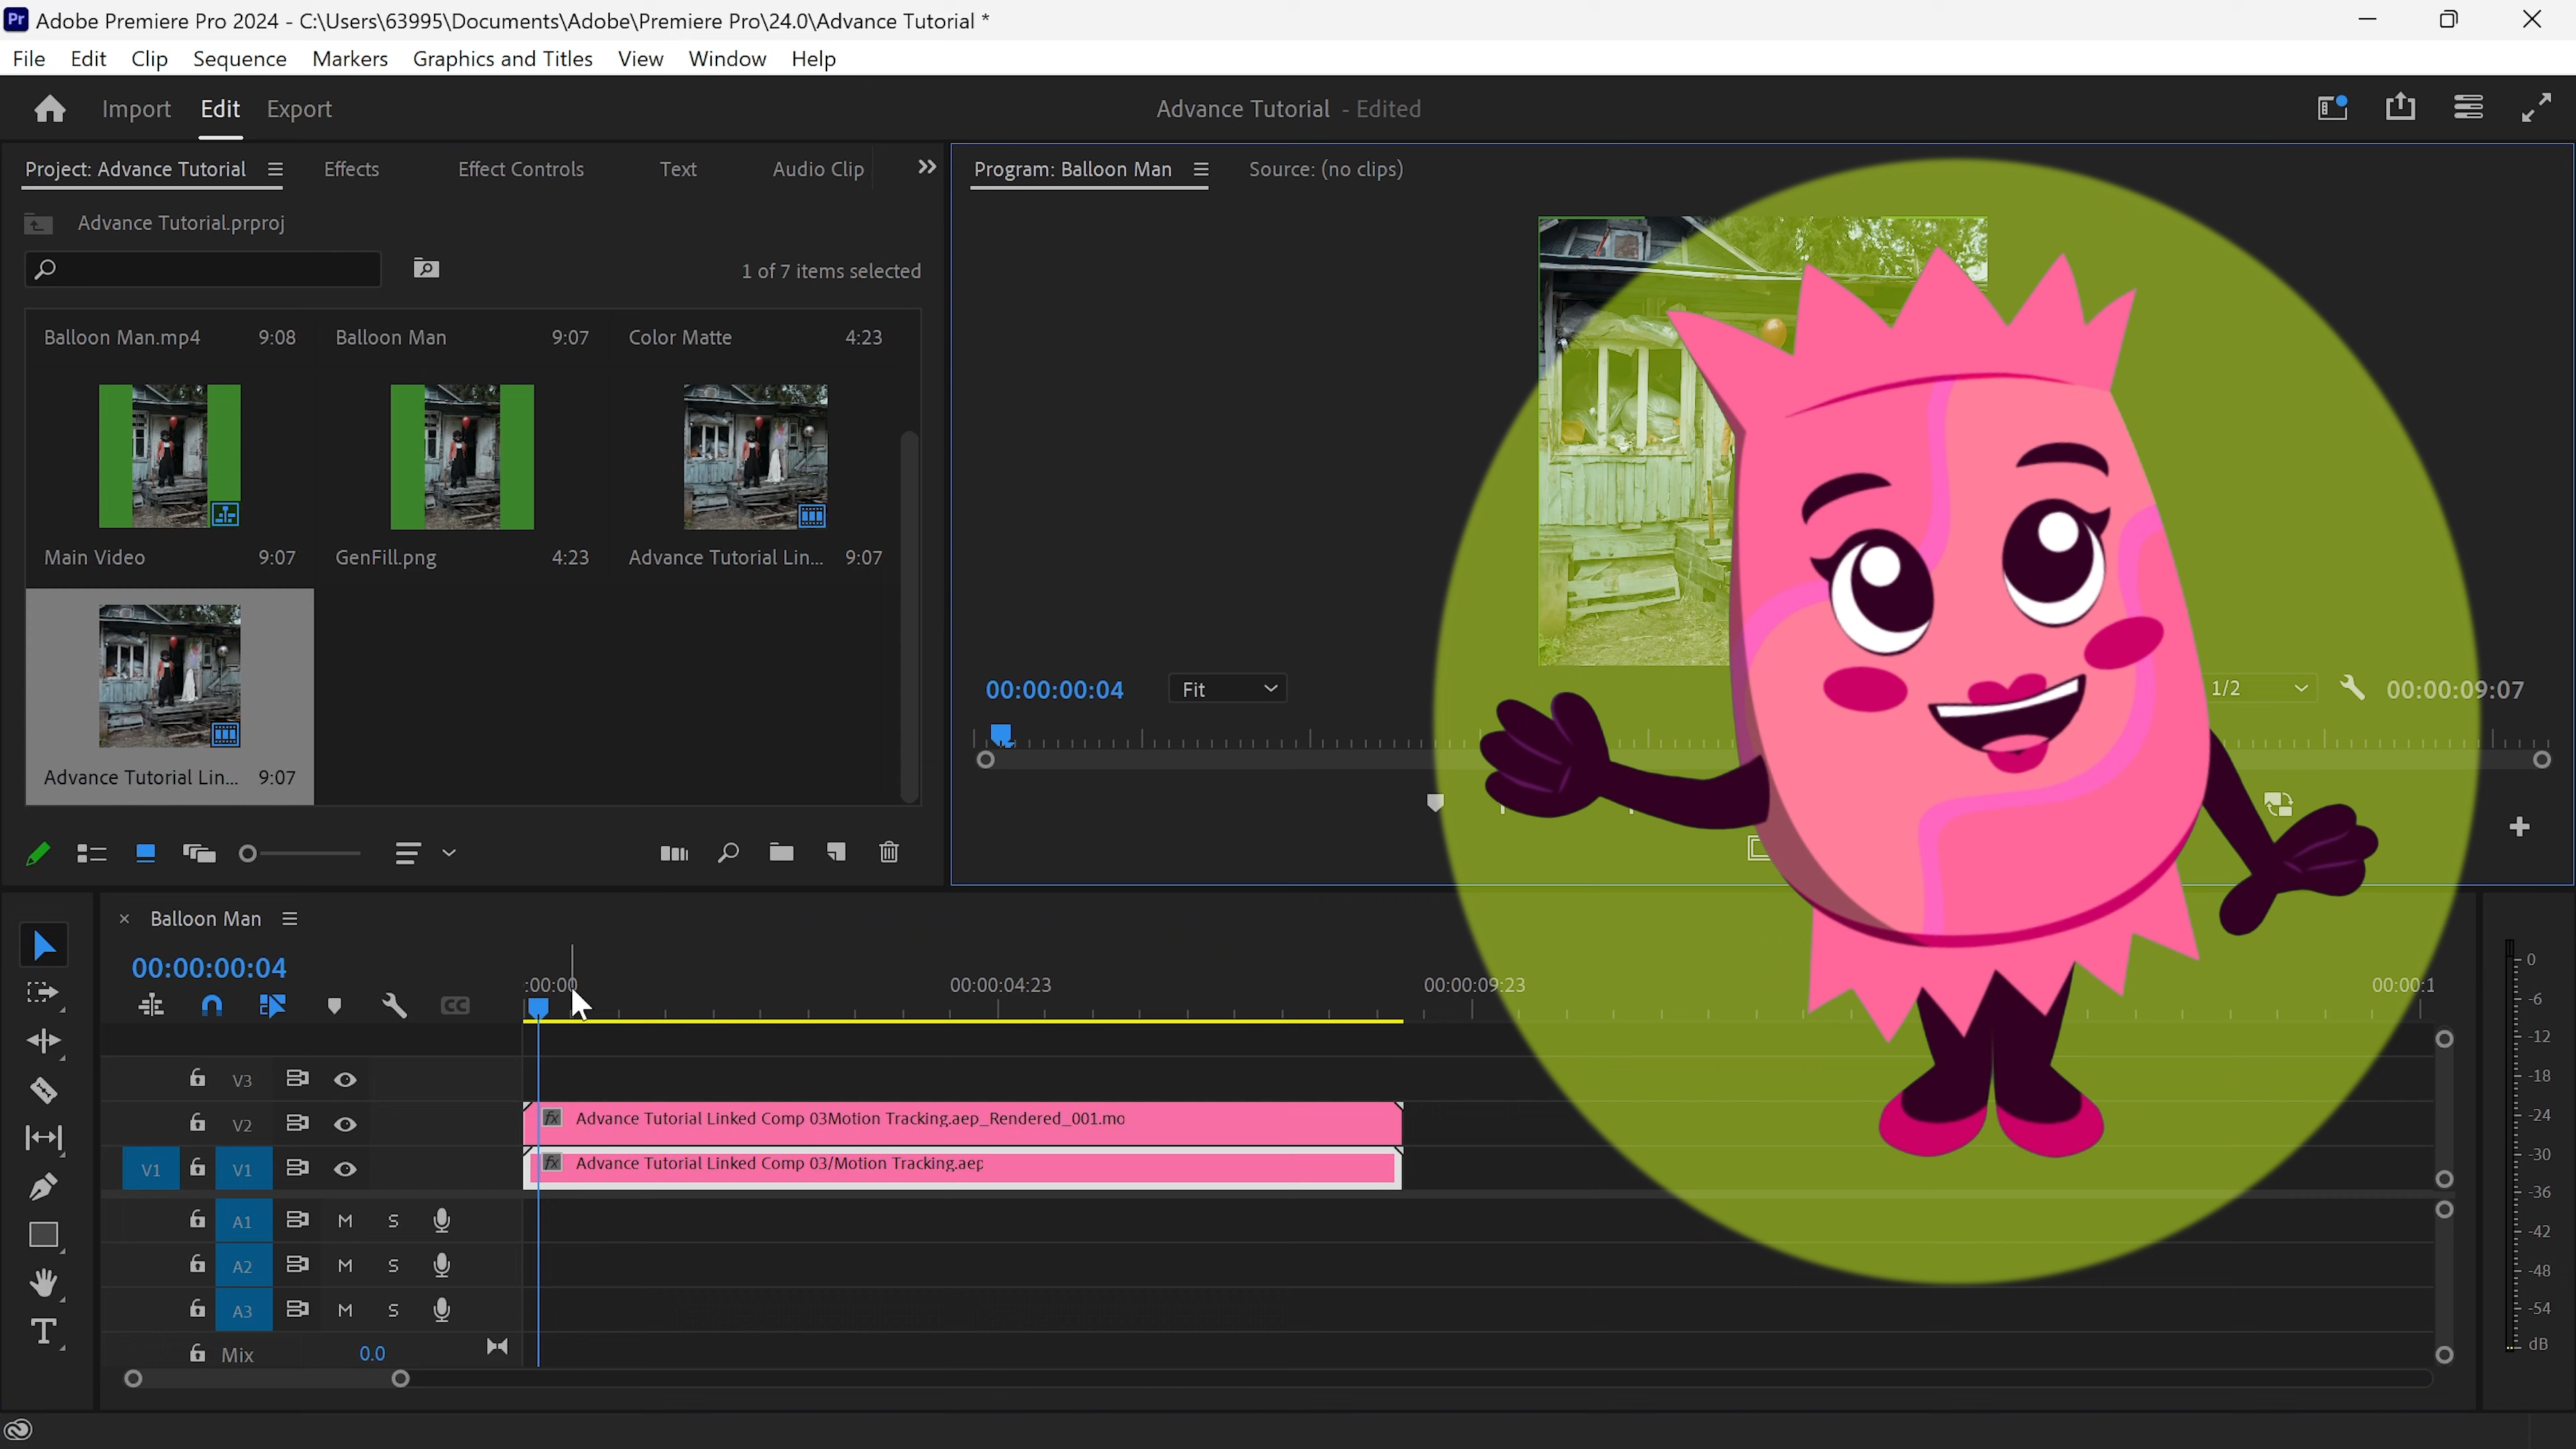 Pr Adobe Premiere Pro 2024 - C:\Users\63995\Documents\Adobe\Premiere Pro\24.0\Advance Tutorial *
File Edit Clip Sequence Markers Graphics and Titles View Window Help
Import Edit Export Advance Tutorial - Edited
Project: Advance Tutorial Effects Effect Controls Text Audio Clip
Program: Balloon Man Source: (no clips)
Advance Tutorial.prproj
1 of 7 items selected
Balloon Man.mp4 9:08 Balloon Man 9:07 Color Matte 4:23
Main Video 9:07 GenFill.png 4:23 Advance Tutorial Lin... 9:07
Advance Tutorial Lin... 9:07
00:00:00:04 Fit 1/2 00:00:09:07
Balloon Man
00:00:00:04
:00:00 00:00:04:23 00:00:09:23 00:00:1
CC
V3
V2 fx Advance Tutorial Linked Comp 03Motion Tracking.aep_Rendered_001.mo
V1 V1 fx Advance Tutorial Linked Comp 03/Motion Tracking.aep
A1 M S
A2 M S
A3 M S
Mix 0.0
0
-6
-12
-18
-24
-30
-36
-42
-48
-54
dB